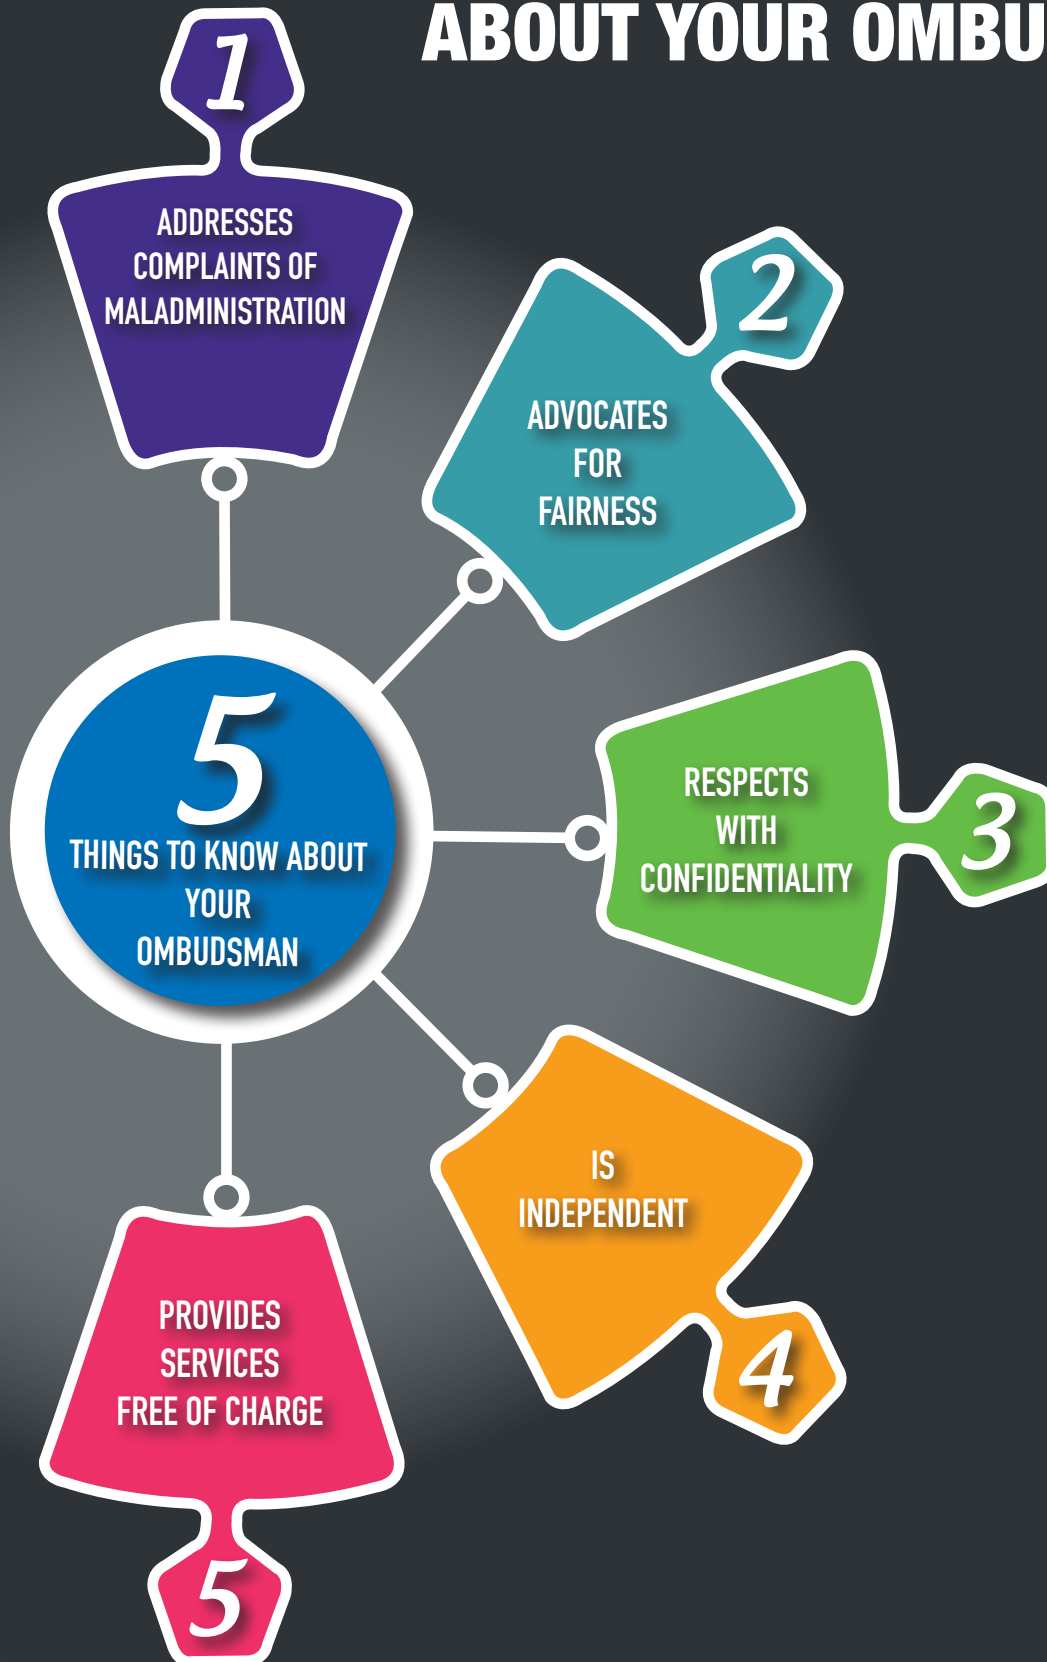 ABOUT YOUR OMBU
1
ADDRESSES
COMPLAINTS OF
MALADMINISTRATION
2
ADVOCATES
FOR
FAIRNESS
5
THINGS TO KNOW ABOUT
YOUR
OMBUDSMAN
RESPECTS
WITH
CONFIDENTIALITY
3
IS
INDEPENDENT
4
PROVIDES
SERVICES
FREE OF CHARGE
5